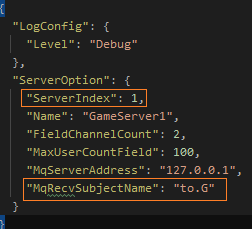 {
"LogConfig": {
"Level": "Debug"
},
"ServerOption": {
"ServerIndex": 1,
"Name": "GameServer1",
"FieldChannelCount": 2,
"MaxUserCountField": 100,
"MqServerAddress": "127.0.0.1",
"MqRecvSubjectName": "to.G"
}
}